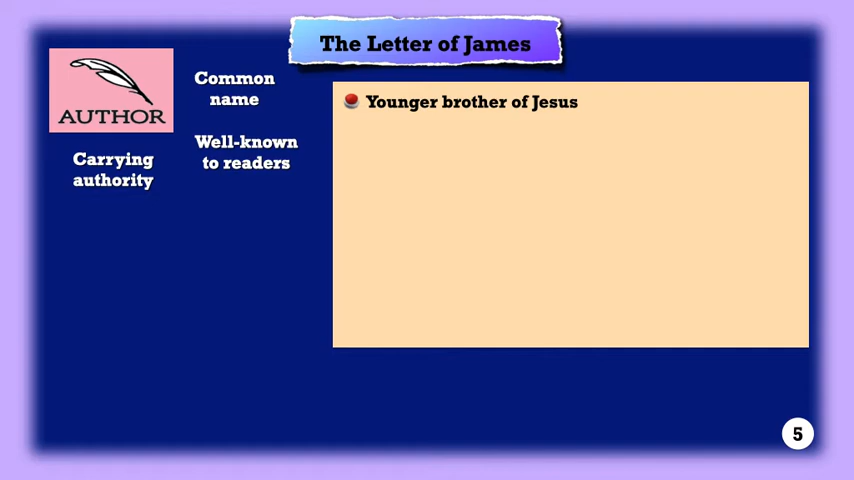 The Letter of James
AUTHOR
Common
name
Well-known
to readers
Carrying
authority
Younger brother of Jesus
5